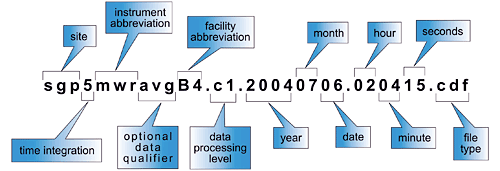 instrument
abbreviation
site
facility
abbreviation
month
hour
seconds
sgp5mwravgB4.c1.20040706.020415.cdf
time integration
optional
data
qualifier
data
processing
level
year
date
minute
file
type